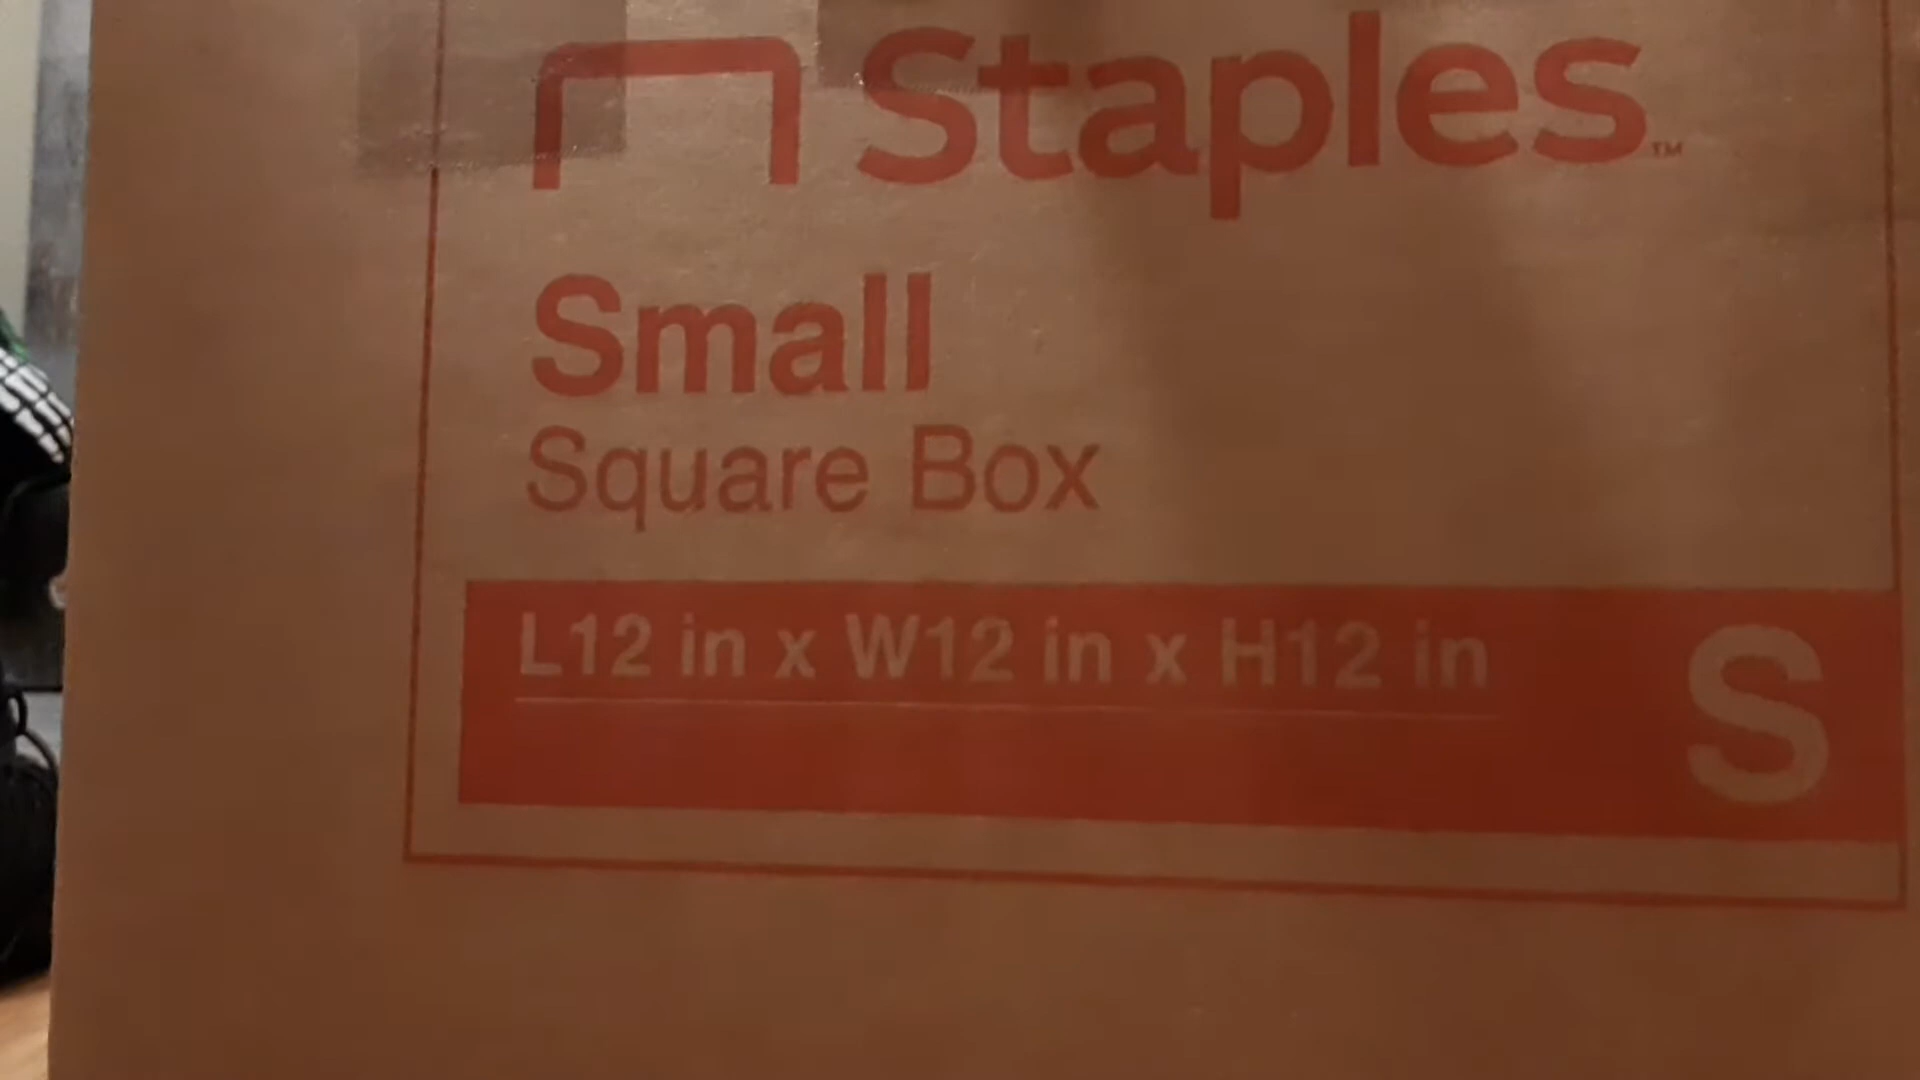 Staples™
Small
Square Box
L12 in x W12 in x H12 in
S